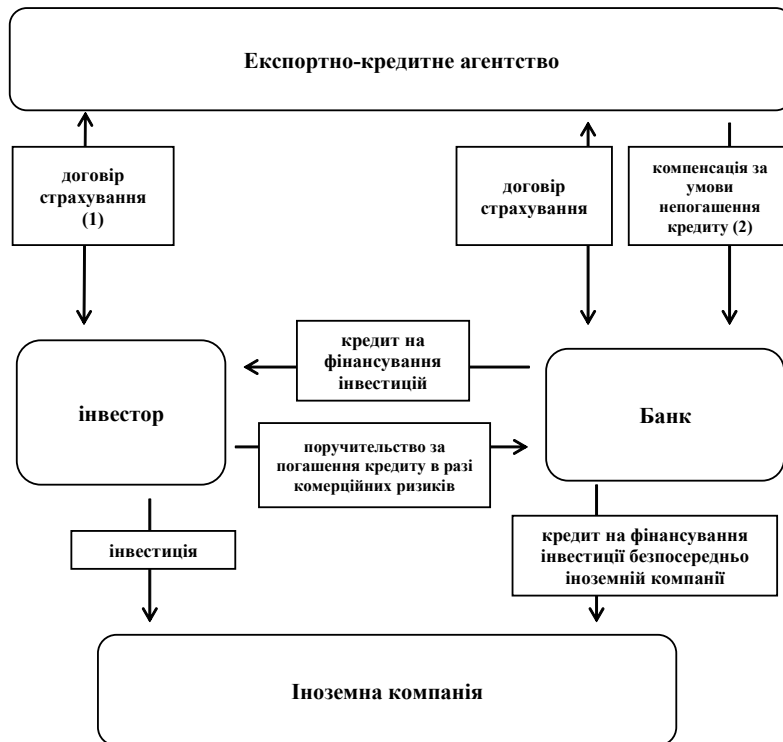 Експортно-кредитне агентство
договір
страхування
(1)
договір
страхування
компенсація за
умови
непогашення
кредиту (2)
кредит на
фінансування
інвестицій
інвестор
Банк
поручительство за
погашення кредиту в разі
комерційних ризиків
інвестиція
кредит на фінансування
інвестиції безпосередньо
іноземній компанії
Іноземна компанія